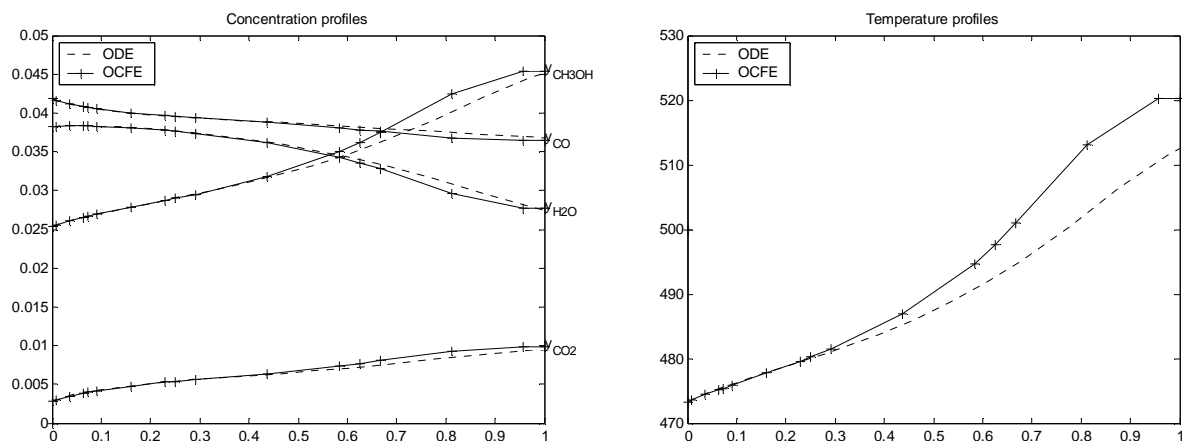 Concentration profiles
0.05
0.045
0.04
0.035
0.03
0.025
0.02
0.015
0.01
0.005
0
ODE
OCFE
y CH3OH
y CO
y H2O
y CO2
0 0.1 0.2 0.3 0.4 0.5 0.6 0.7 0.8 0.9 1
Temperature profiles
530
520
510
500
490
480
470
ODE
OCFE
0 0.1 0.2 0.3 0.4 0.5 0.6 0.7 0.8 0.9 1